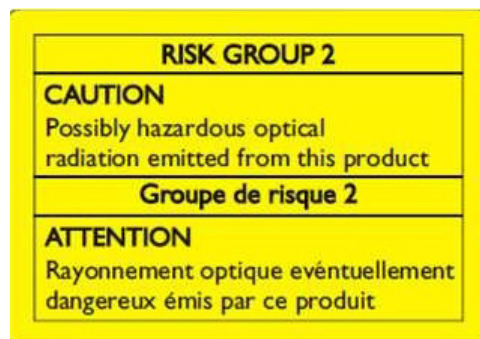 RISK GROUP 2
CAUTION
Possibly hazardous optical
radiation emitted from this product
Groupe de risque 2
ATTENTION
Rayonnement optique evéntuellement
dangereux émis par ce produit